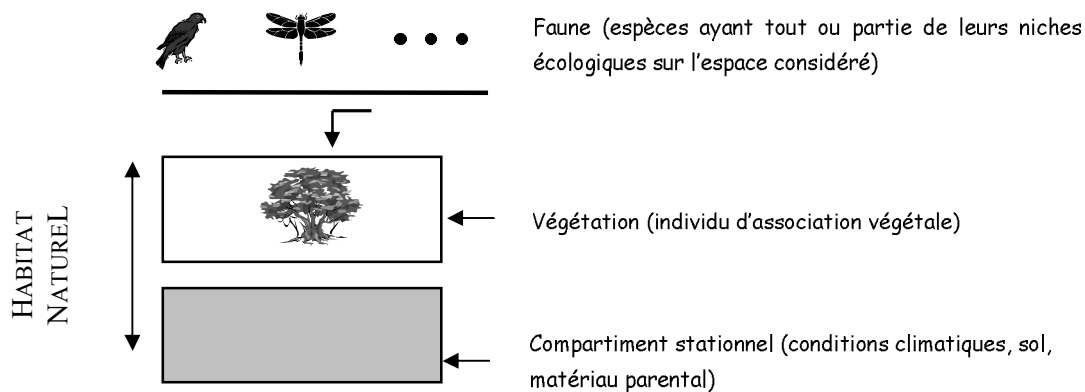 Faune (espèces ayant tout ou partie de leurs niches
écologiques sur l'espace considéré)
HABITAT
NATUREL
Végétation (individu d'association végétale)
Compartiment stationnel (conditions climatiques, sol,
matériau parental)